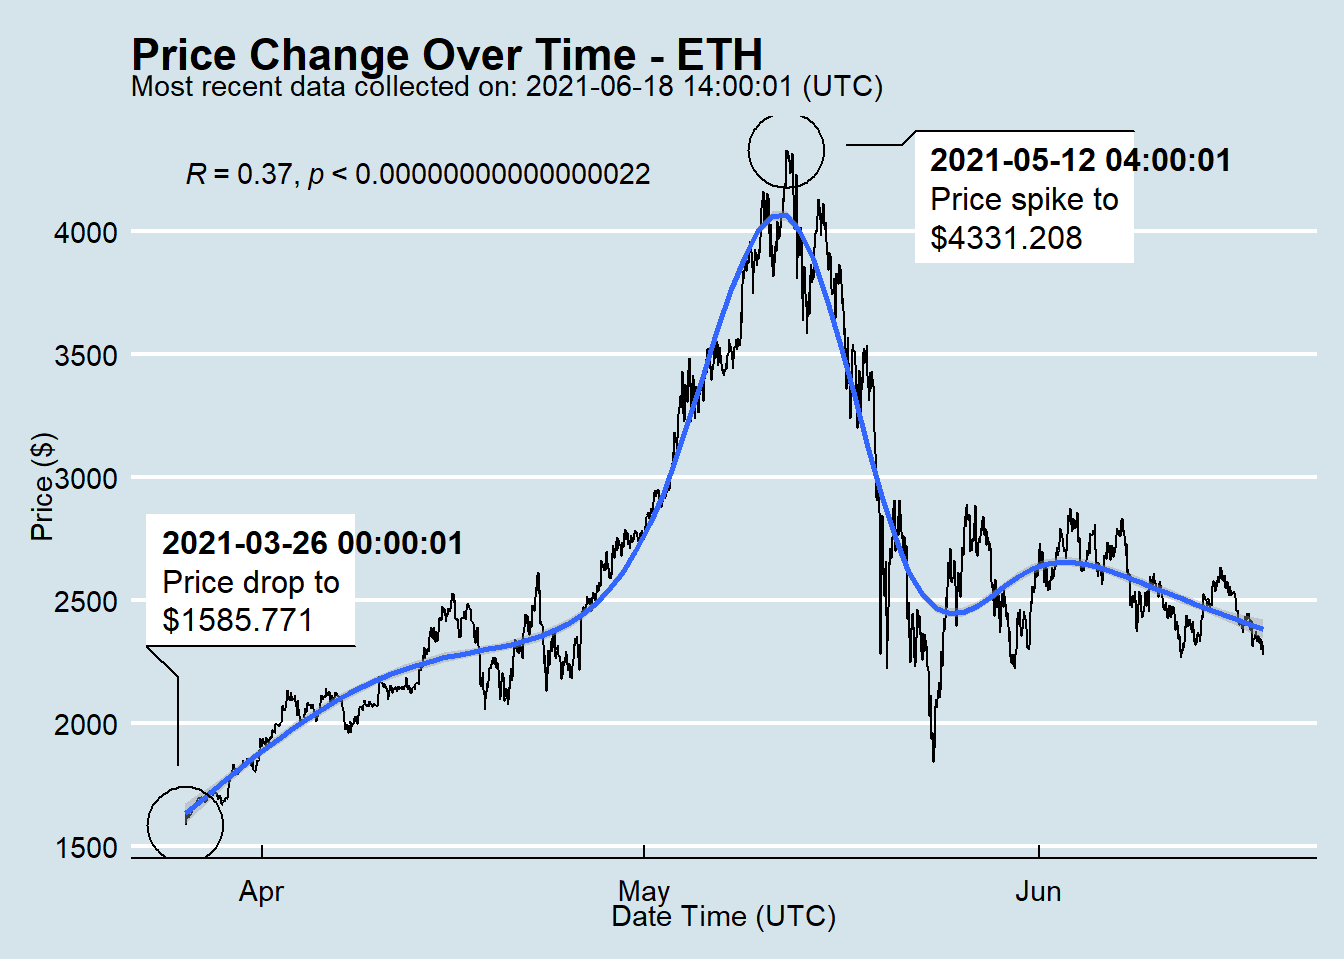 Price Change Over Time - ETH
Most recent data collected on: 2021-06-18 14:00:01 (UTC)
R = 0.37, p < 0.00000000000000022
2021-05-12 04:00:01
Price spike to
$4331.208
4000
3500
3000
2500
2000
1500
Price ($)
2021-03-26 00:00:01
Price drop to
$1585.771
Apr
May
Jun
Date Time (UTC)